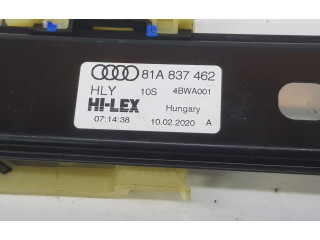 81A 837 462
HLY 10S 4BWA001
HI-LEX Hungary
07:14:38 10.02.2020 A